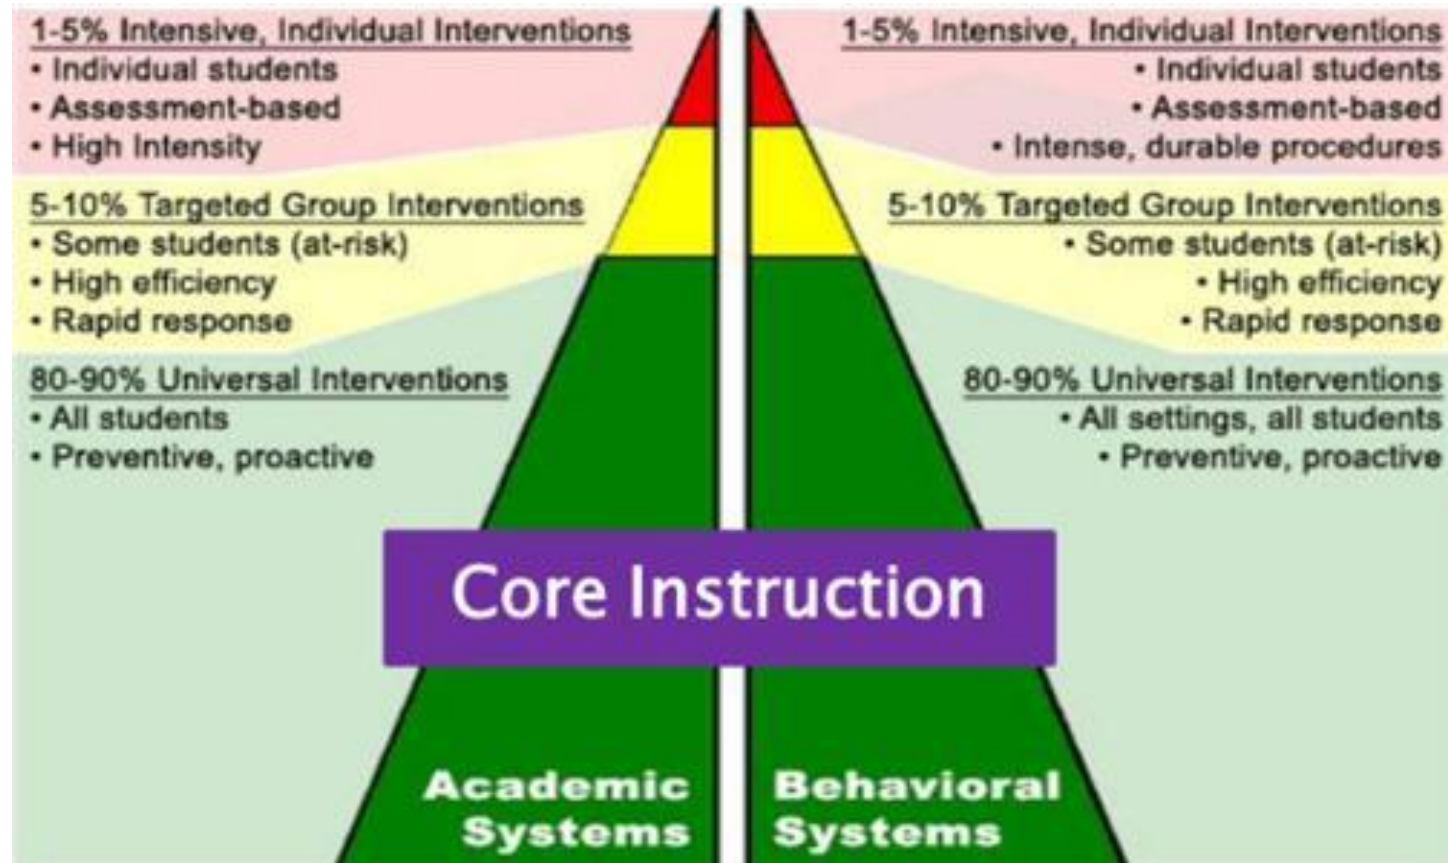 1-5% Intensive, Individual Interventions
• Individual students
• Assessment-based
• High Intensity
5-10% Targeted Group Interventions
• Some students (at-risk)
• High efficiency
• Rapid response
80-90% Universal Interventions
• All students
• Preventive, proactive
1-5% Intensive, Individual Interventions
• Individual students
• Assessment-based
• Intense, durable procedures
5-10% Targeted Group Interventions
• Some students (at-risk)
• High efficiency
• Rapid response
80-90% Universal Interventions
• All settings, all students
• Preventive, proactive
Core Instruction
Academic
Systems
Behavioral
Systems